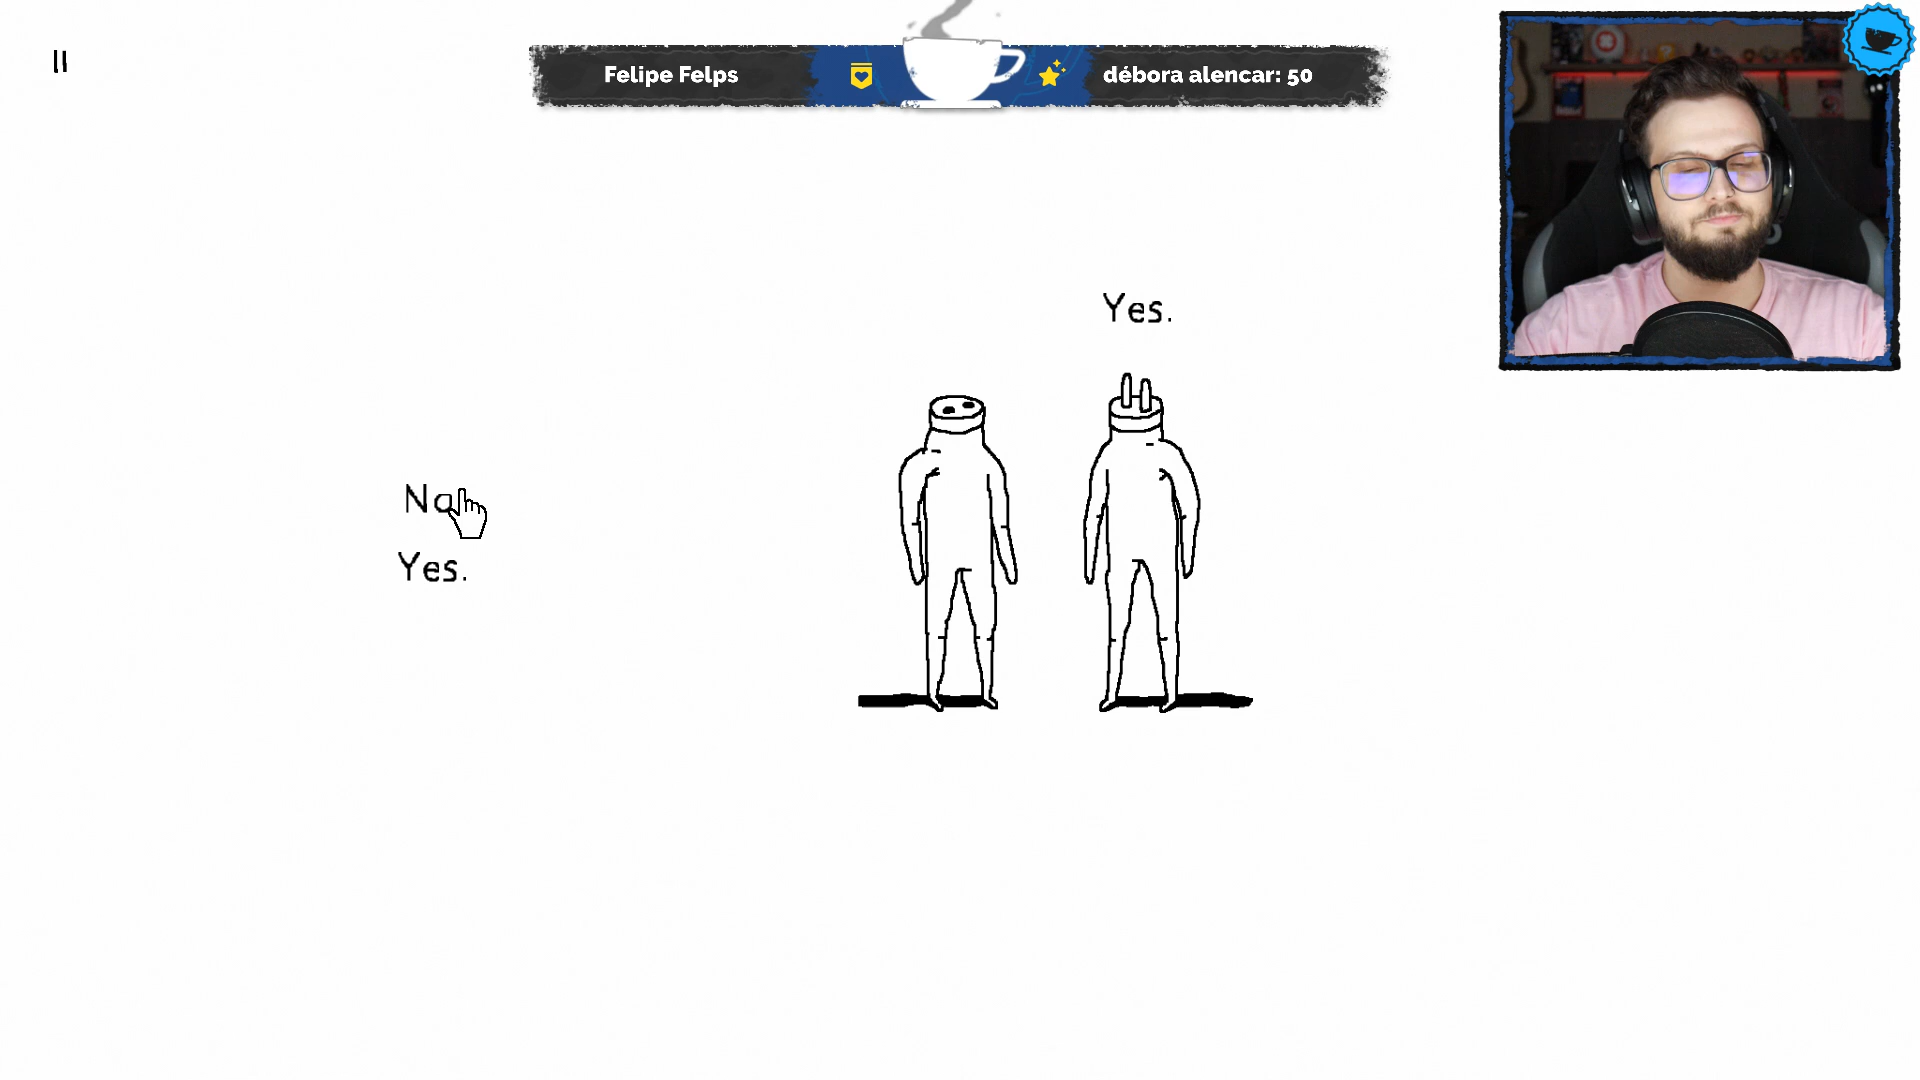 Felipe Felps
débora alencar: 50
Yes.
No
Yes.